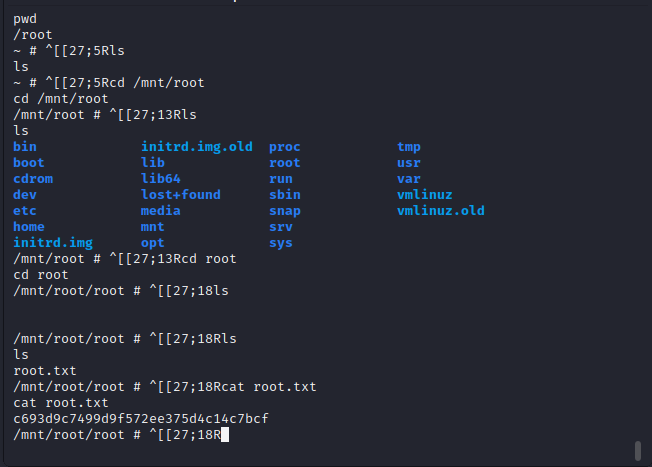 pwd
/root
~ # ^[[27;5Rls
ls
~ # ^[[27;5Rcd /mnt/root
cd /mnt/root
/mnt/root # ^[[27;13Rls
ls
bin initrd.img.old proc tmp
boot lib root usr
cdrom lib64 run var
dev lost+found sbin vmlinuz
etc media snap vmlinuz.old
home mnt srv
initrd.img opt sys
/mnt/root # ^[[27;13Rcd root
cd root
/mnt/root/root # ^[[27;18ls
/mnt/root/root # ^[[27;18Rls
ls
root.txt
/mnt/root/root # ^[[27;18Rcat root.txt
cat root.txt
c693d9c7499d9f572ee375d4c14c7bcf
/mnt/root/root # ^[[27;18R